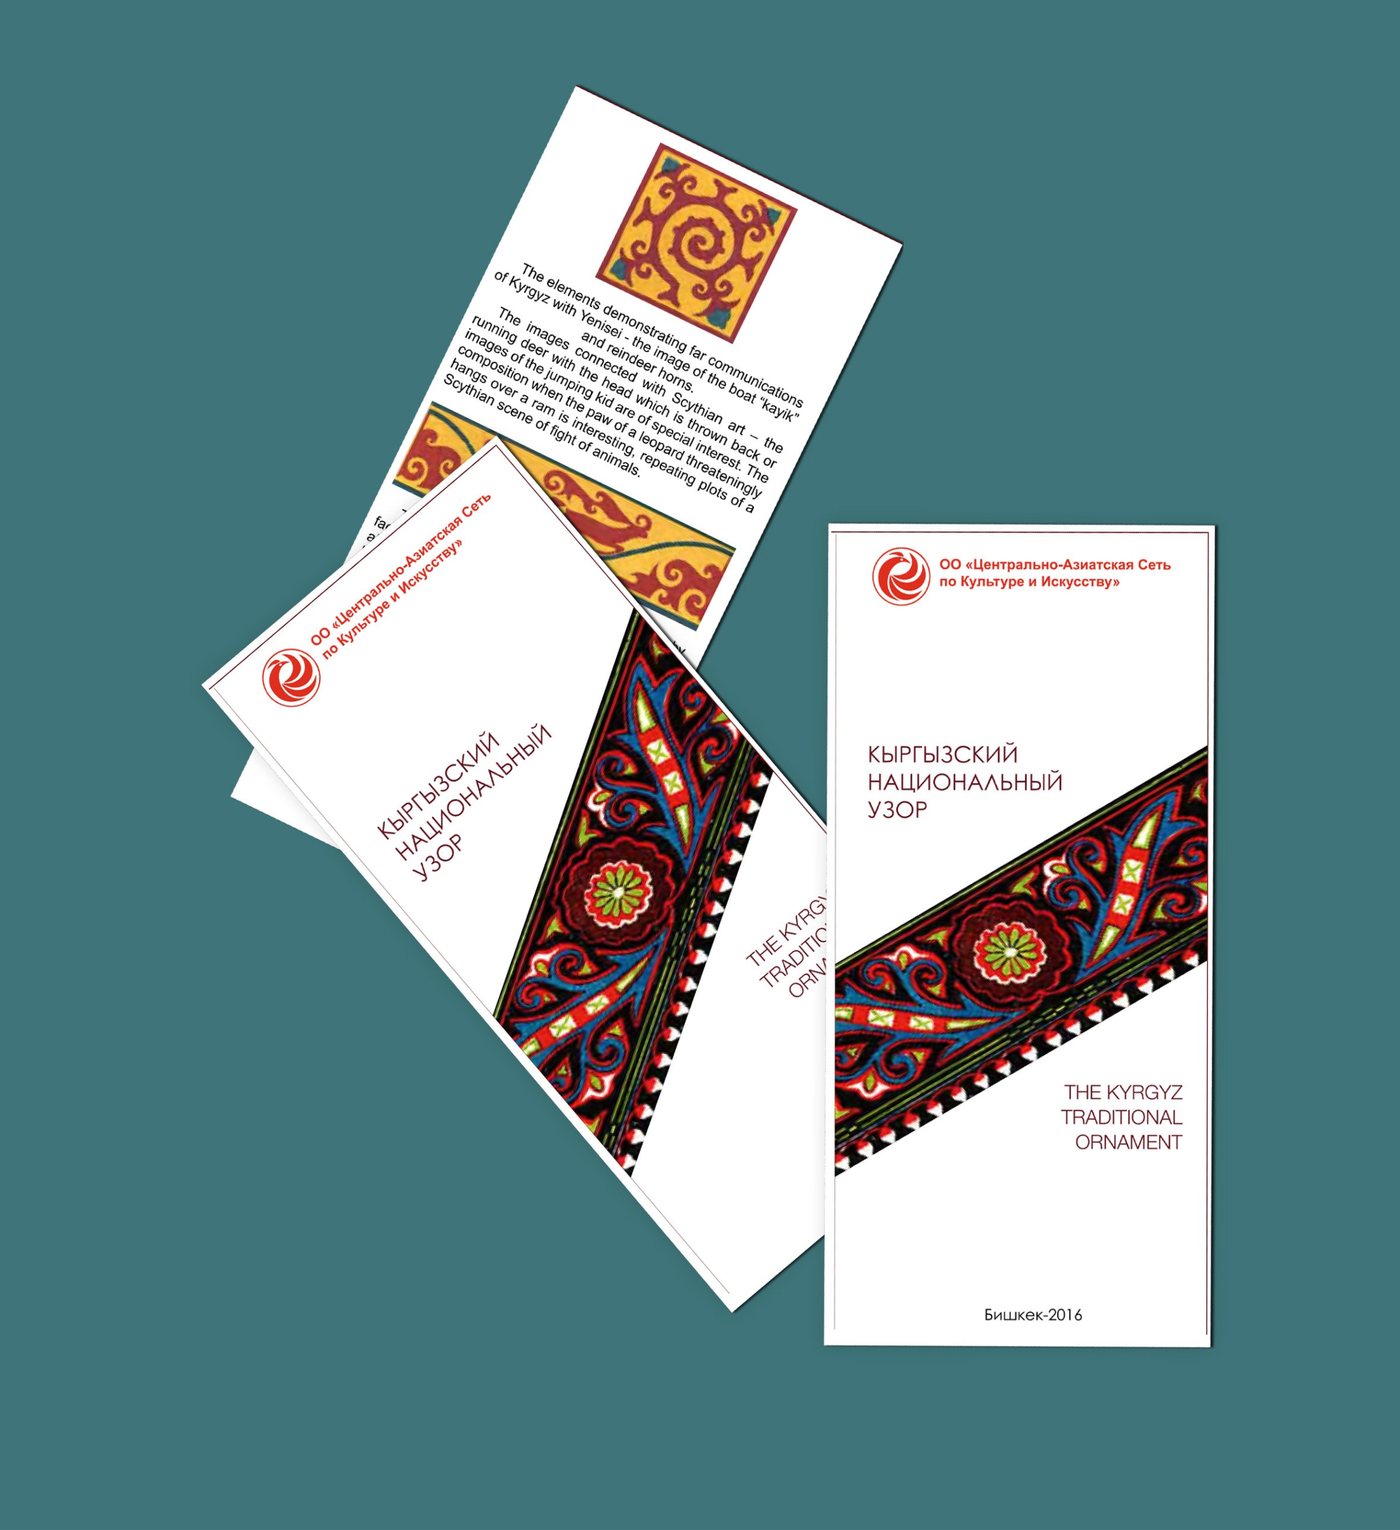 The elements demonstrating far communications
of Kyrgyz with Yenisei - the image of the boat “kayik”
and reindeer horns.
The images connected with Scythian art – the
running deer with the head which is thrown back or
images of the jumping kid are of special interest. The
composition when the paw of a leopard threateningly
hangs over a ram is interesting, repeating plots of a
Scythian scene of fight of animals.
ОО «Центрально-Азиатская Сеть
по Культуре и Искусству»
КЫРГЫЗСКИЙ
НАЦИОНАЛЬНЫЙ
УЗОР
THE KYRGY
TRADITIO
ORNA
ОО «Центрально-Азиатская Сеть
по Культуре и Искусству»
КЫРГЫЗСКИЙ
НАЦИОНАЛЬНЫЙ
УЗОР
THE KYRGYZ
TRADITIONAL
ORNAMENT
Бишкек-2016